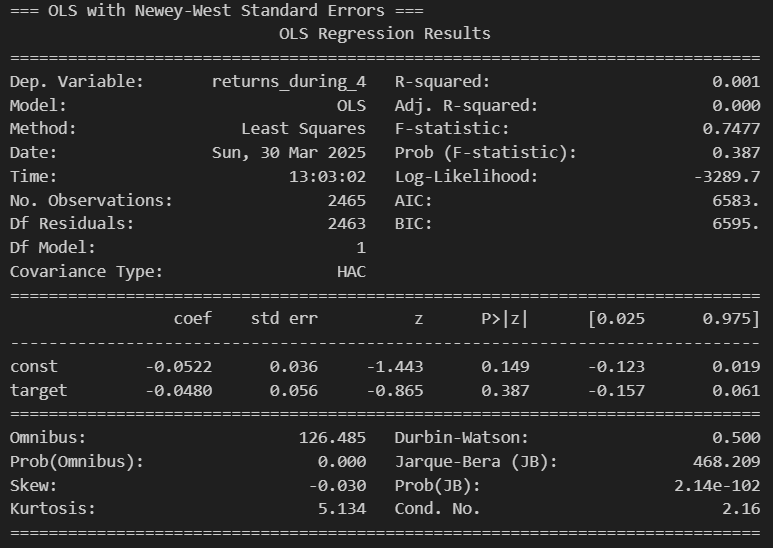 === OLS with Newey-West Standard Errors ===
                            OLS Regression Results
==============================================================================
Dep. Variable:        returns_during_4   R-squared:                       0.001
Model:                            OLS   Adj. R-squared:                  0.000
Method:                 Least Squares   F-statistic:                    0.7477
Date:                Sun, 30 Mar 2025   Prob (F-statistic):              0.387
Time:                        13:03:02   Log-Likelihood:                -3289.7
No. Observations:                2465   AIC:                             6583.
Df Residuals:                    2463   BIC:                             6595.
Df Model:                           1
Covariance Type:                  HAC
==============================================================================
                 coef    std err          z      P>|z|      [0.025      0.975]
------------------------------------------------------------------------------
const         -0.0522      0.036     -1.443      0.149      -0.123       0.019
target        -0.0480      0.056     -0.865      0.387      -0.157       0.061
==============================================================================
Omnibus:                      126.485   Durbin-Watson:                   0.500
Prob(Omnibus):                  0.000   Jarque-Bera (JB):              468.209
Skew:                          -0.030   Prob(JB):                    2.14e-102
Kurtosis:                       5.134   Cond. No.                         2.16
==============================================================================